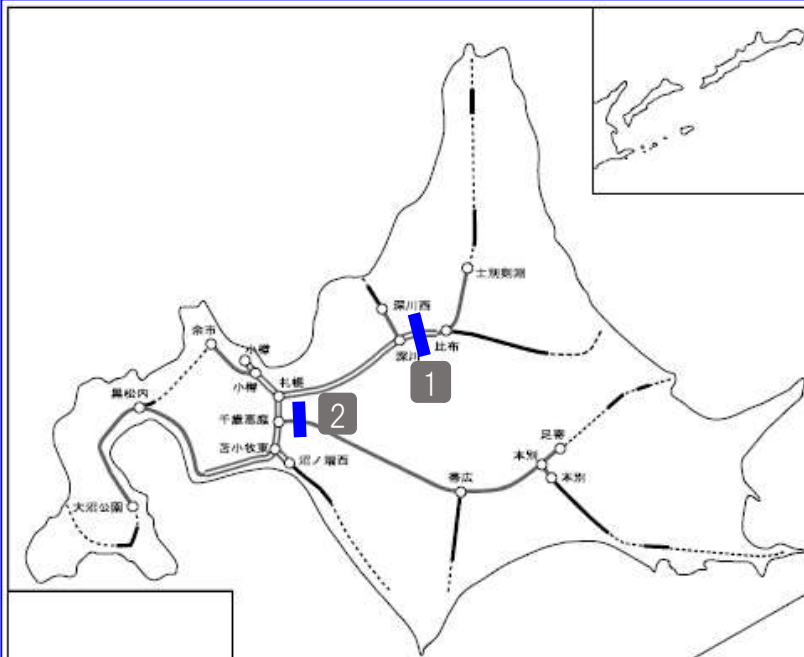 士別剣淵
深川西
余市
小樽
深川
比布
1
小樽
札幌
黒松内
千歳恵庭
2
足寄
苫小牧東
沼ノ端西
本別
帯広
本別
大沼公園